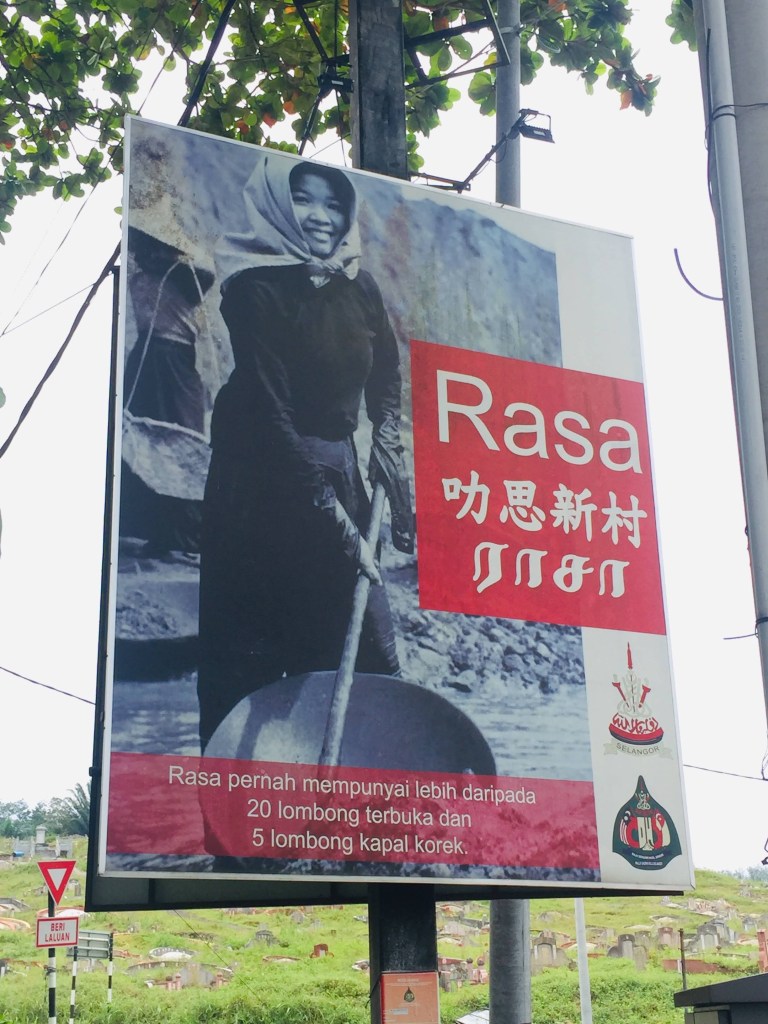 Rasa
叻思新村
ராசா
Rasa pernah mempunyai lebih daripada
20 lombong terbuka dan
5 lombong kapal korek.
SELANGOR
BERI
LALUAN